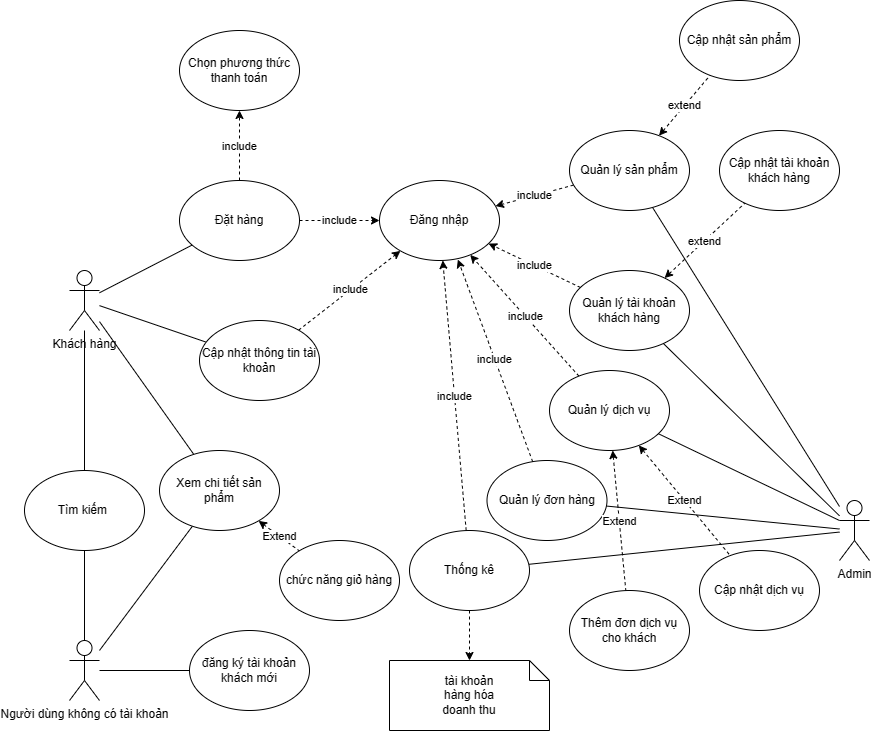 Cập nhật sản phẩm
Chọn phương thức
thanh toán
extend
include
Quản lý sản phẩm
Cập nhật tài khoản
khách hàng
include
Đặt hàng
include
Đăng nhập
extend
include
include
Quản lý tài khoản
khách hàng
include
Khách hàng
Cập nhật thông tin tài
khoản
include
include
Quản lý dịch vụ
Xem chi tiết sản
phẩm
Quản lý đơn hàng
Extend
Tìm kiếm
Extend
Extend
Thống kê
Admin
chức năng giỏ hàng
Cập nhật dịch vụ
Thêm đơn dịch vụ
cho khách
đăng ký tài khoản
khách mới
tài khoản
hàng hóa
doanh thu
Người dùng không có tài khoản